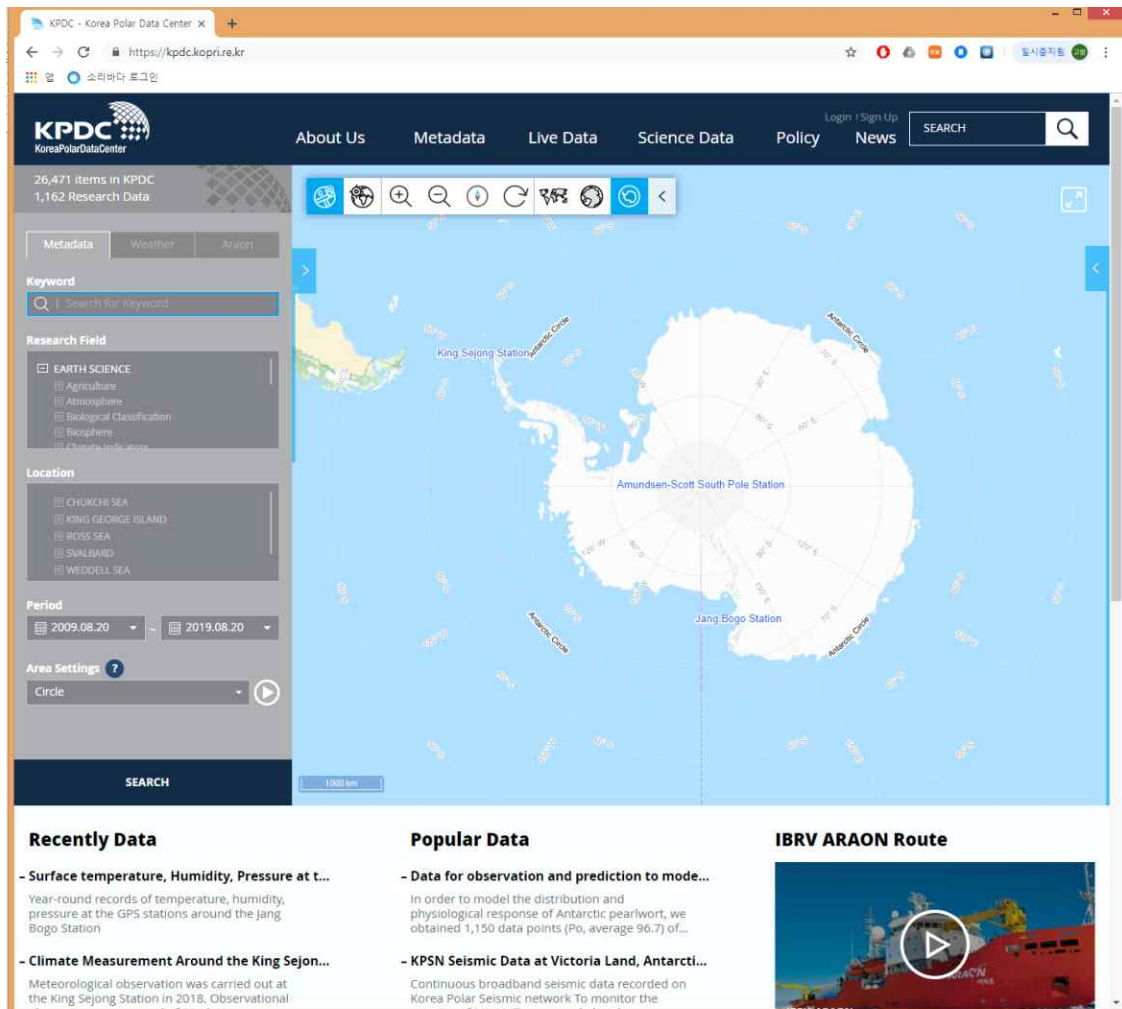 KPDC - Korea Polar Data Center
https://kpdc.kopri.re.kr
일시중지됨
앱
소리바다 로그인
KPDC
KoreaPolarDataCenter
Login | Sign Up
About Us
Metadata
Live Data
Science Data
Policy
News
SEARCH
26,471 items in KPDC
1,162 Research Data
Metadata
Weather
Araon
Keyword
Search for Keyword
Research Field
EARTH SCIENCE
Agriculture
Atmosphere
Biological Classification
Biosphere
Climate Indicators
Location
CHUKCHI SEA
KING GEORGE ISLAND
ROSS SEA
SVALBARD
WEDDELL SEA
Period
2009.08.20 ~ 2019.08.20
Area Settings ?
Circle
SEARCH
Antarctic Circle
Antarctic Circle
King Sejong Station
Amundsen-Scott South Pole Station
Jang Bogo Station
Antarctic Circle
Antarctic Circle
1000 km
Recently Data
– Surface temperature, Humidity, Pressure at t...
Year-round records of temperature, humidity,
pressure at the GPS stations around the Jang
Bogo Station
– Climate Measurement Around the King Sejon...
Meteorological observation was carried out at
the King Sejong Station in 2018. Observational
Popular Data
– Data for observation and prediction to mode...
In order to model the distribution and
physiological response of Antarctic pearlwort, we
obtained 1,150 data points (Po, average 96.7) of...
– KPSN Seismic Data at Victoria Land, Antarcti...
Continuous broadband seismic data recorded on
Korea Polar Seismic network To monitor the
IBRV ARAON Route